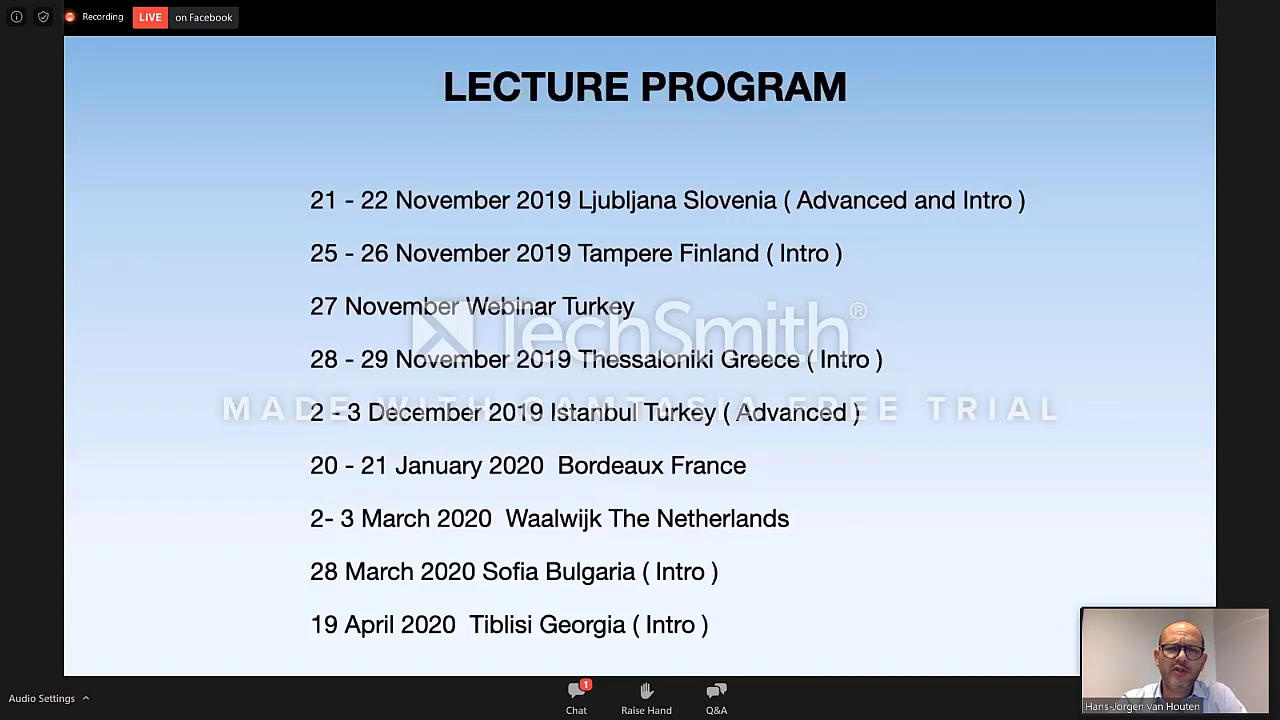 Recording
LIVE on Facebook
LECTURE PROGRAM
21 - 22 November 2019 Ljubljana Slovenia ( Advanced and Intro )
25 - 26 November 2019 Tampere Finland ( Intro )
27 November Webinar Turkey
TechSmith®
28 - 29 November 2019 Thessaloniki Greece ( Intro )
MADE WITH CAMTASIA FREE TRIAL
2 - 3 December 2019 Istanbul Turkey ( Advanced )
20 - 21 January 2020 Bordeaux France
2- 3 March 2020 Waalwijk The Netherlands
28 March 2020 Sofia Bulgaria ( Intro )
19 April 2020 Tiblisi Georgia ( Intro )
Hans-Jorgen van Houten
Audio Settings
1
Chat
Raise Hand
Q&A